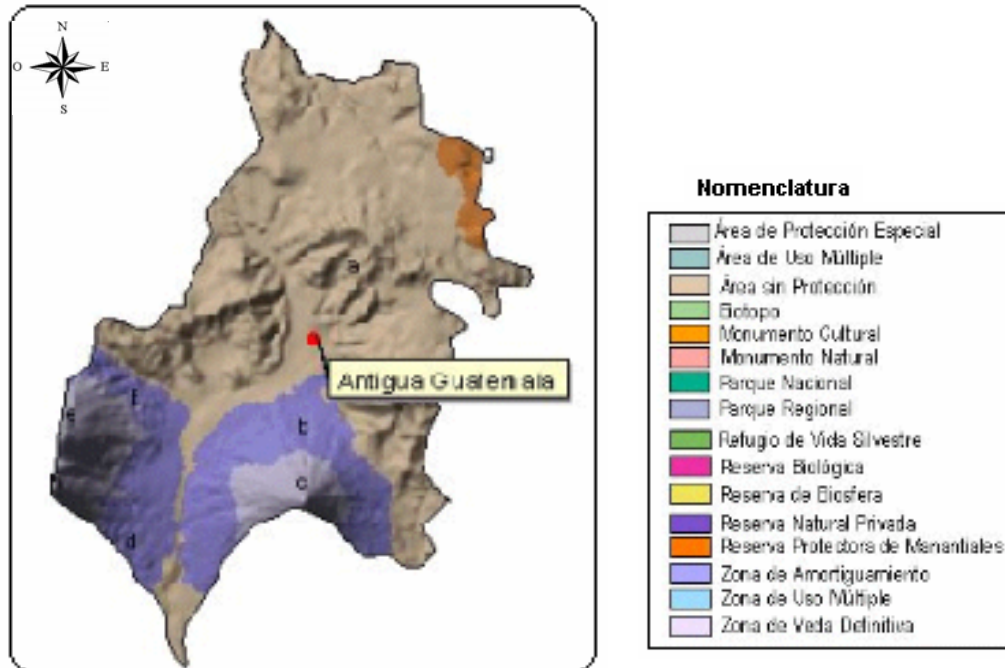 N
O E
S
g
a
Antigua Guatemala
f
b
e
c
d
Nomenclatura
Área de Protección Especial
Área de Uso Múltiple
Área sin Protección
Biotopo
Monumento Cultural
Monumento Natural
Parque Nacional
Parque Regional
Refugio de Vida Silvestre
Reserva Biológica
Reserva de Biosfera
Reserva Natural Privada
Reserva Protectora de Manantiales
Zona de Amortiguamiento
Zona de Uso Múltiple
Zona de Veda Definitiva